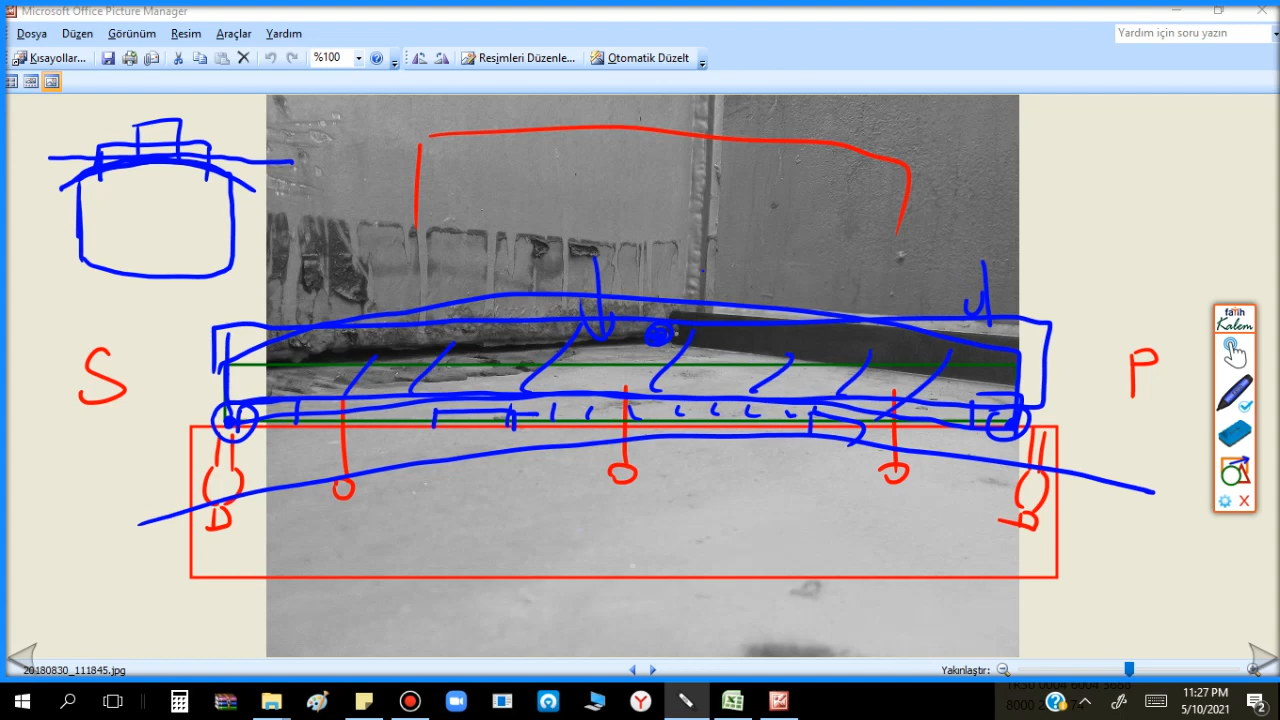 Microsoft Office Picture Manager
Dosya Düzen Görünüm Resim Araçlar Yardım
Yardım için soru yazın
Kısayollar... %100 Resimleri Düzenle... Otomatik Düzelt
fatih
Kalem
S
P
D
D
20180830_111845.jpg
Yakınlaştır:
11:27 PM
5/10/2021
2